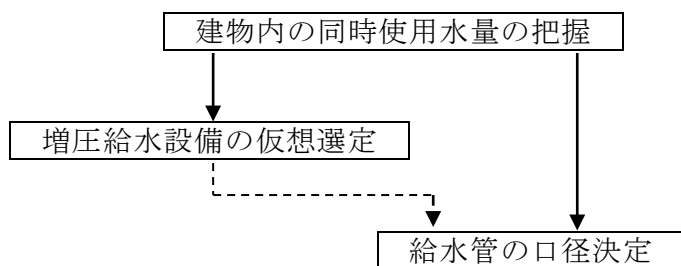 建物内の同時使用水量の把握
増圧給水設備の仮想選定
給水管の口径決定